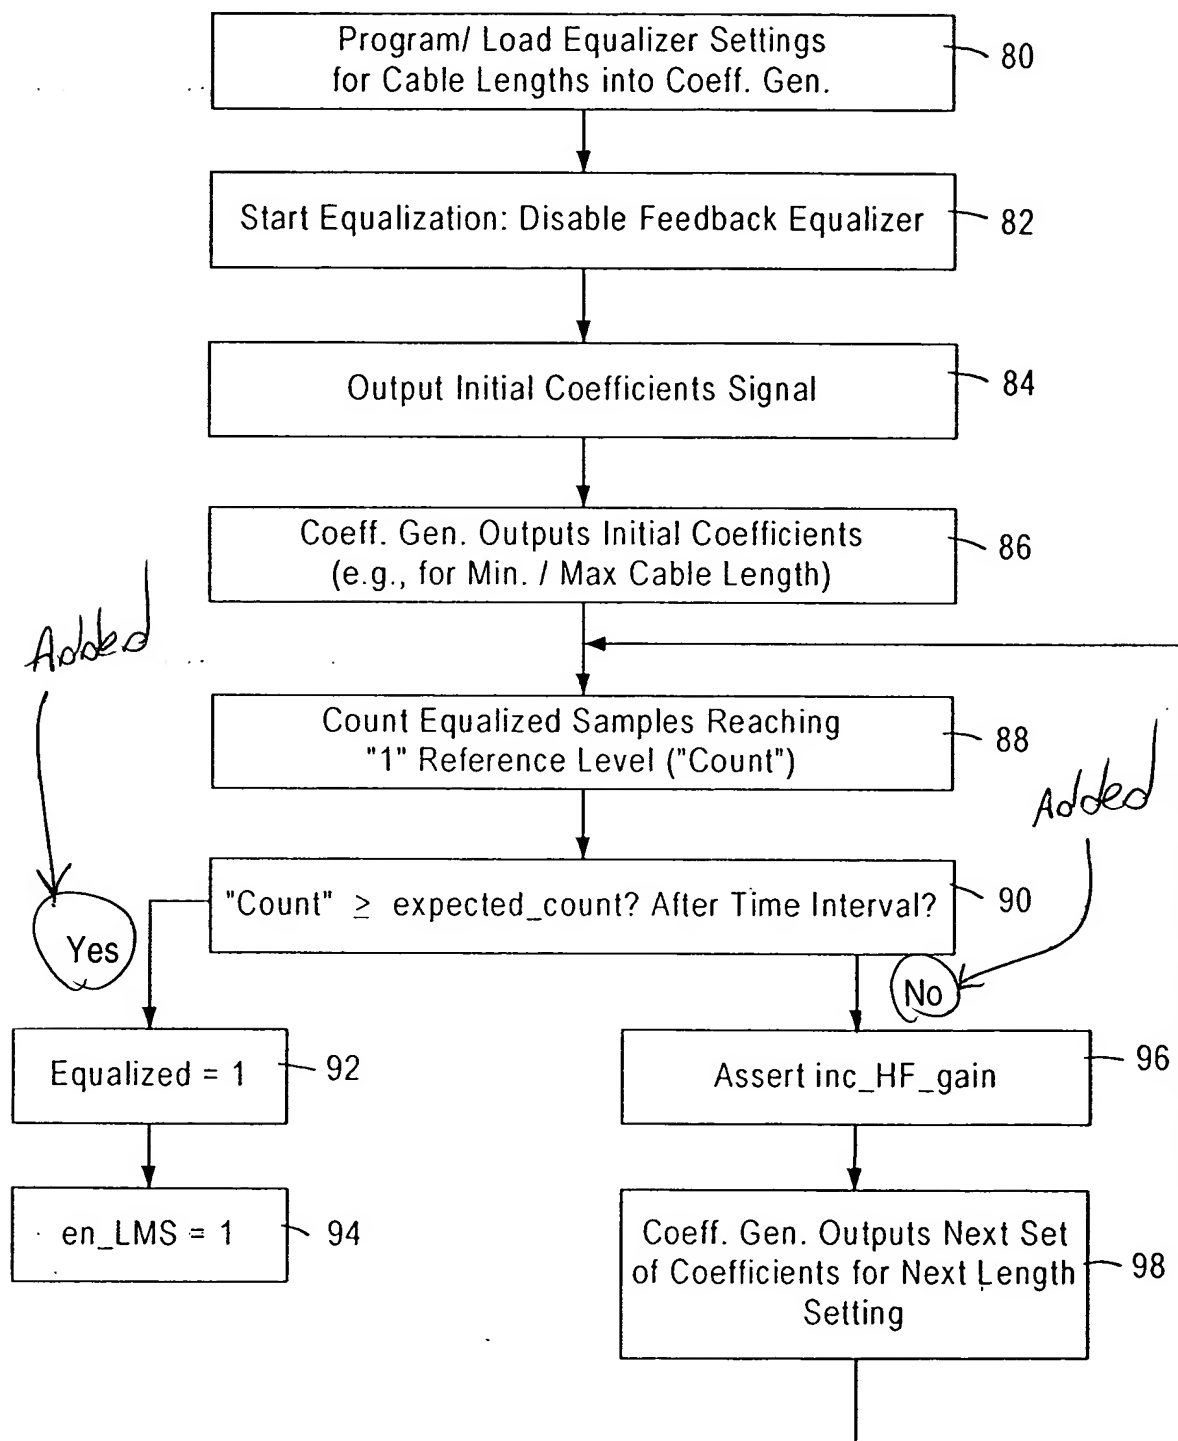 Program/ Load Equalizer Settings
for Cable Lengths into Coeff. Gen.
80
Start Equalization: Disable Feedback Equalizer
82
Output Initial Coefficients Signal
84
Coeff. Gen. Outputs Initial Coefficients
(e.g., for Min. / Max Cable Length)
86
Added
Count Equalized Samples Reaching
"1" Reference Level ("Count")
88
Added
"Count" ≥ expected_count? After Time Interval?
90
Yes
No
Equalized = 1
92
Assert inc_HF_gain
96
en_LMS = 1
94
Coeff. Gen. Outputs Next Set
of Coefficients for Next Length
Setting
98